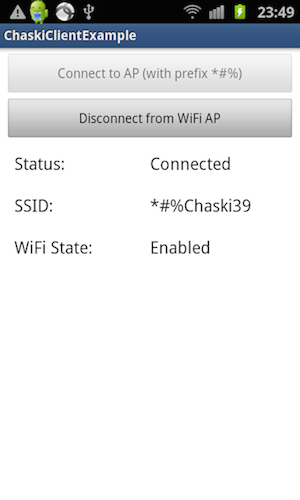 23:49
ChaskiClientExample
Connect to AP (with prefix *#%)
Disconnect from WiFi AP
Status: Connected
SSID: *#%Chaski39
WiFi State: Enabled